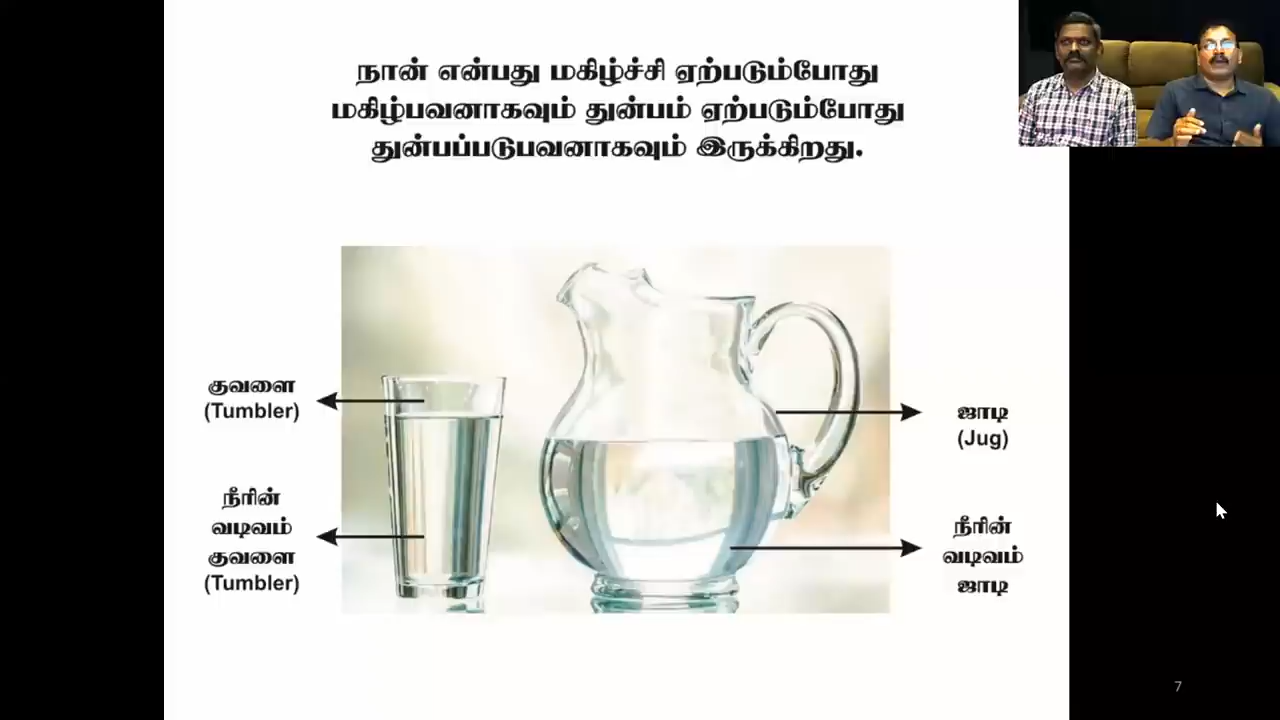 நான் என்பது மகிழ்ச்சி ஏற்படும்போது
மகிழ்பவனாகவும் துன்பம் ஏற்படும்போது
துன்பப்படுபவனாகவும் இருக்கிறது.
குவளை
(Tumbler)
நீரின்
வடிவம்
குவளை
(Tumbler)
ஜாடி
(Jug)
நீரின்
வடிவம்
ஜாடி
7